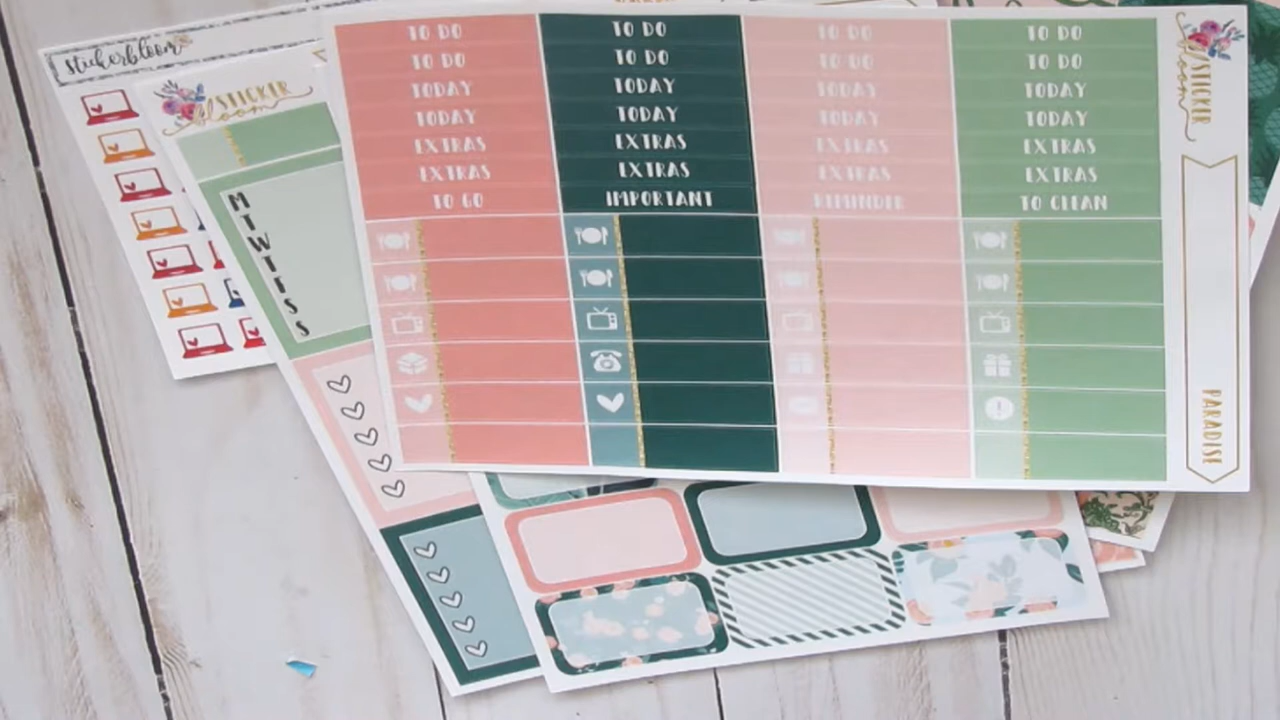 Stickerbloom
STICKER
bloom
M
T
W
T
F
S
S
TO DO
TO DO
TODAY
TODAY
EXTRAS
EXTRAS
TO GO
TO DO
TO DO
TODAY
TODAY
EXTRAS
EXTRAS
IMPORTANT
TO DO
TO DO
TODAY
TODAY
EXTRAS
EXTRAS
REMINDER
TO DO
TO DO
TODAY
TODAY
EXTRAS
EXTRAS
TO CLEAN
STICKER
bloom
PARADISE